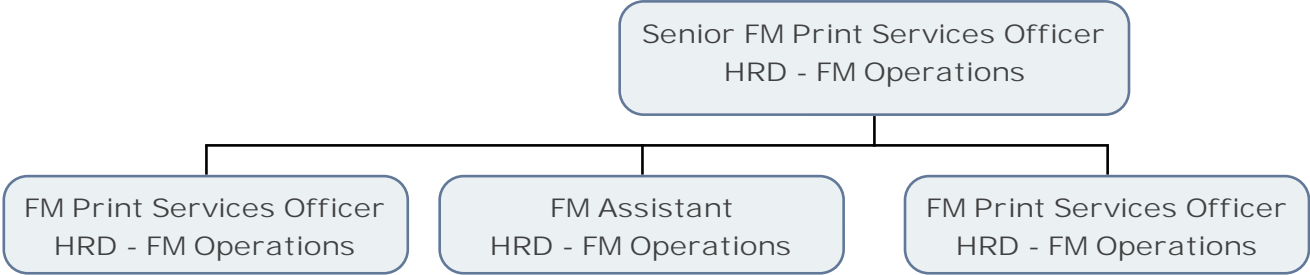 Senior FM Print Services Officer
HRD - FM Operations
FM Print Services Officer
HRD - FM Operations
FM Assistant
HRD - FM Operations
FM Print Services Officer
HRD - FM Operations